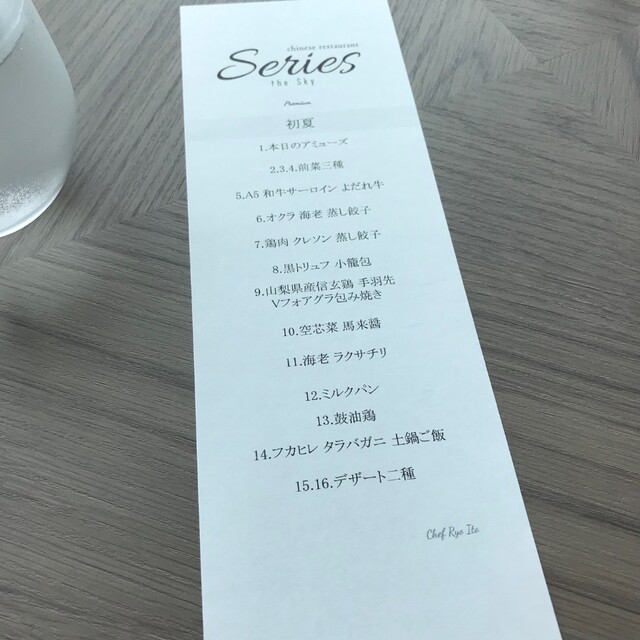 chinese restaurant
Series
the Sky
Premium
初夏
1.本日のアミューズ
2.3.4.前菜三種
5.A5 和牛サーロイン よだれ牛
6.オクラ 海老 蒸し餃子
7.鶏肉 クレソン 蒸し餃子
8.黒トリュフ 小籠包
9.山梨県産信玄鶏 手羽先
Vフォアグラ包み焼き
10.空芯菜 馬来醤
11.海老 ラクサチリ
12.ミルクパン
13.鼓油鶏
14.フカヒレ タラバガニ 土鍋ご飯
15.16.デザート二種
Chef Ryo Ito